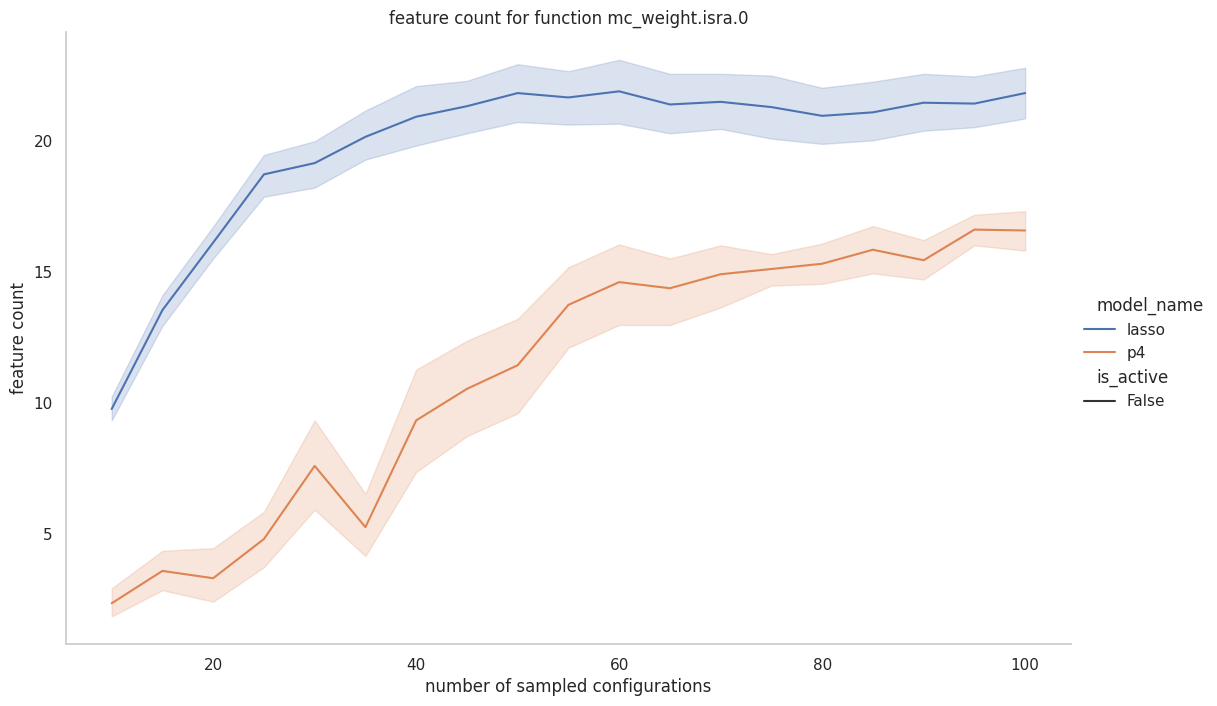 feature count for function mc_weight.isra.0
feature count
20
15
10
5
20
40
60
80
100
number of sampled configurations
model_name
lasso
p4
is_active
False